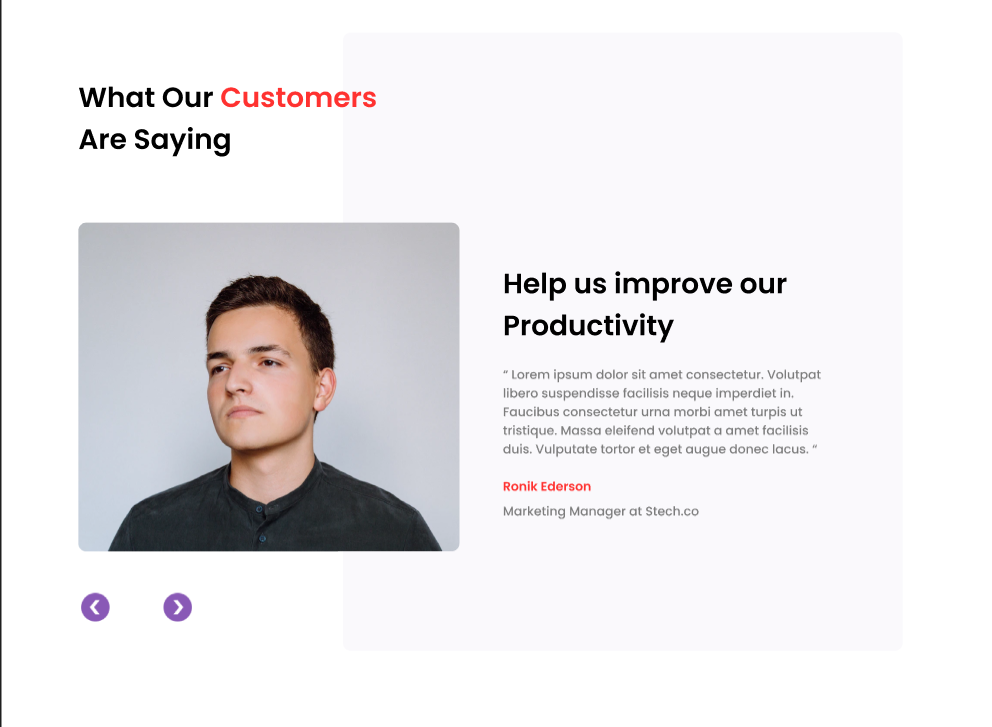 What Our Customers
Are Saying
Help us improve our
Productivity
“ Lorem ipsum dolor sit amet consectetur. Volutpat
libero suspendisse facilisis neque imperdiet in.
Faucibus consectetur urna morbi amet turpis ut
tristique. Massa eleifend volutpat a amet facilisis
duis. Vulputate tortor et eget augue donec lacus. “
Ronik Ederson
Marketing Manager at Stech.co